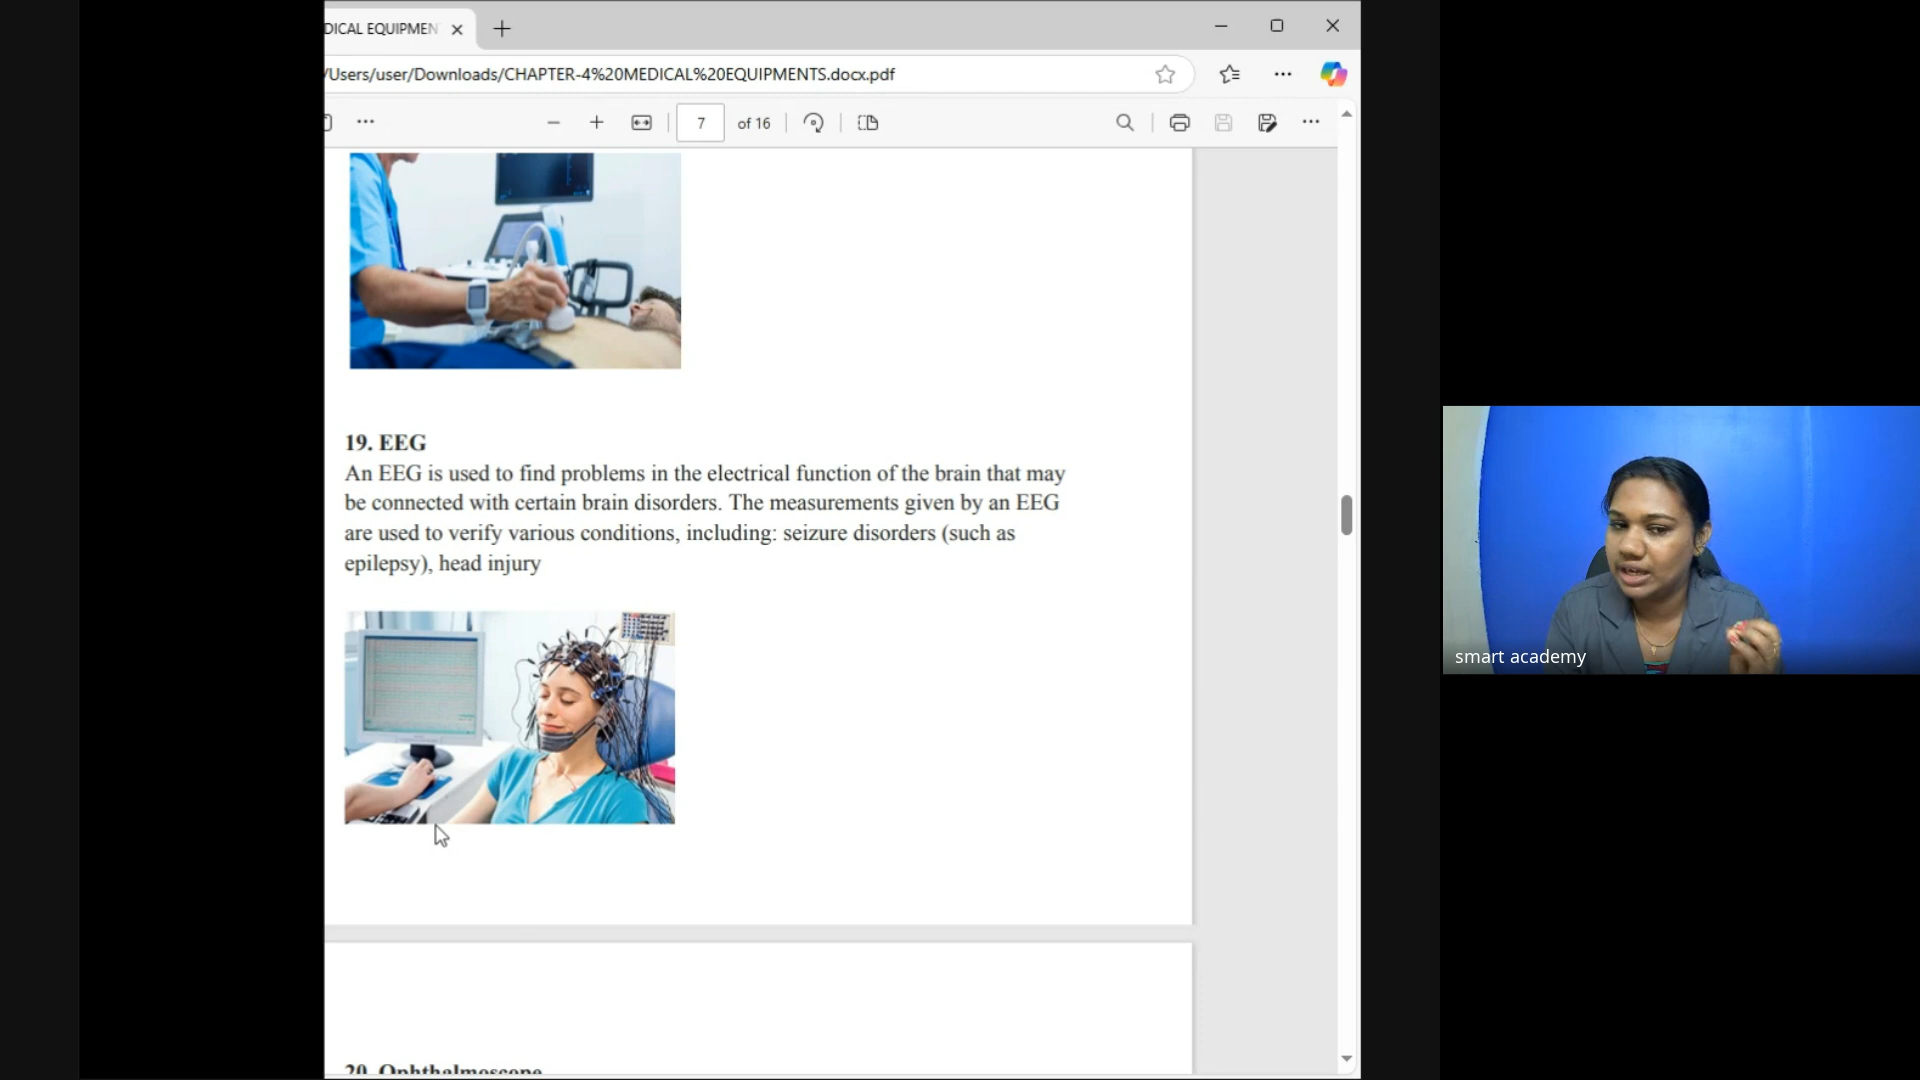 DICAL EQUIPMEN
/Users/user/Downloads/CHAPTER-4%20MEDICAL%20EQUIPMENTS.docx.pdf
7 of 16
19. EEG
An EEG is used to find problems in the electrical function of the brain that may
be connected with certain brain disorders. The measurements given by an EEG
are used to verify various conditions, including: seizure disorders (such as
epilepsy), head injury
smart academy
20. Ophthalmoscope